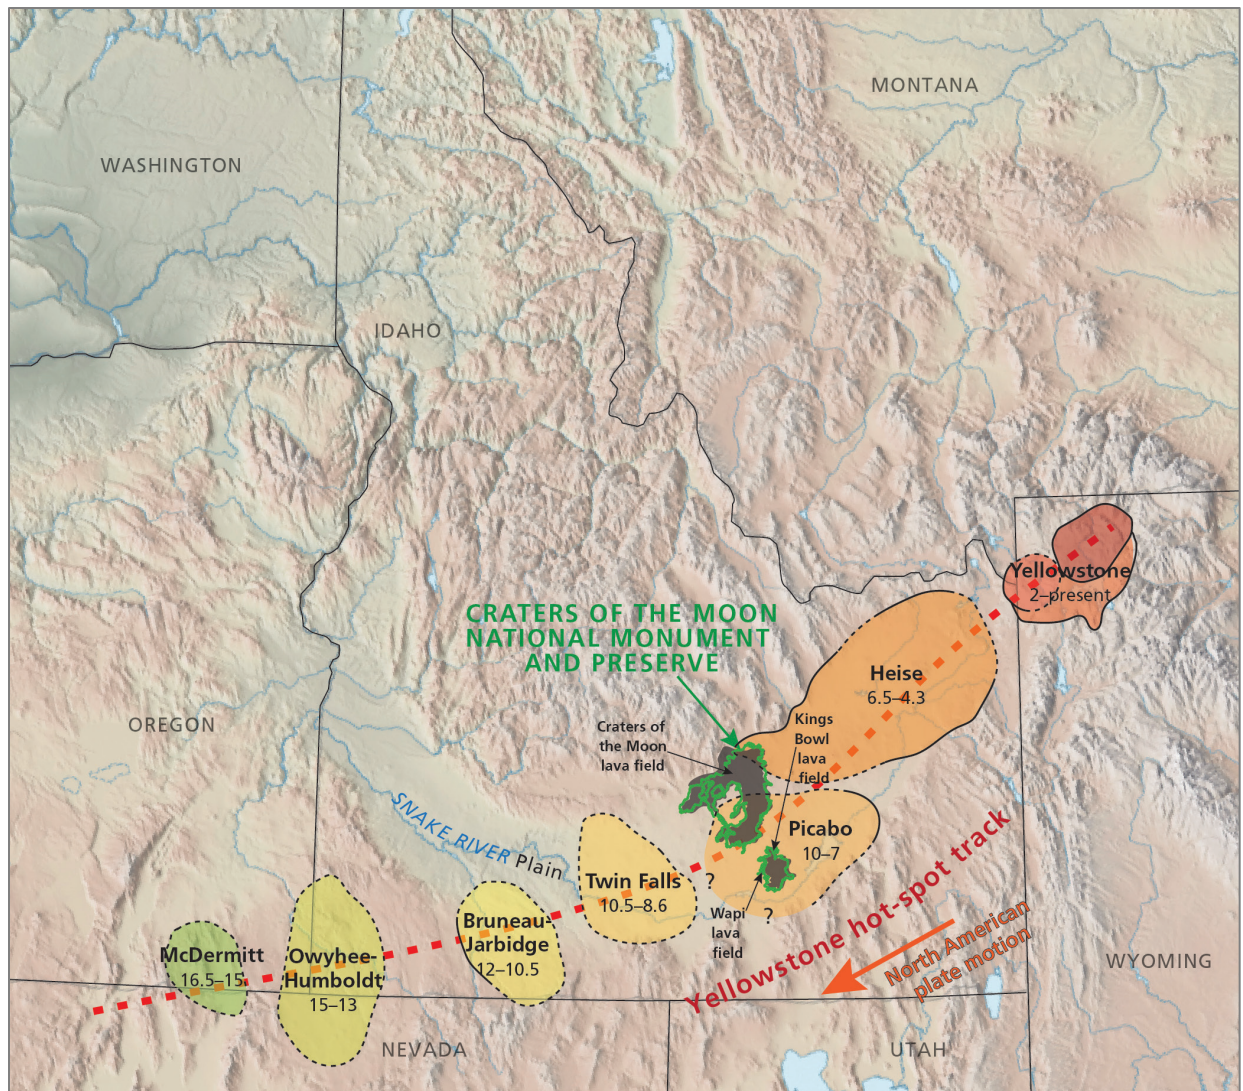 MONTANA
WASHINGTON
IDAHO
Yellowstone
2–present
CRATERS OF THE MOON
NATIONAL MONUMENT
AND PRESERVE
Heise
6.5–4.3
OREGON
Craters of
the Moon
lava field
Kings
Bowl
lava
field
SNAKE RIVER Plain
Picabo
10–7
Twin Falls
10.5–8.6
?
?
Wapi
lava
field
Bruneau-
Jarbidge
12–10.5
Yellowstone hot-spot track
North American
plate motion
McDermitt
16.5–15
Owyhee-
Humboldt
15–13
WYOMING
NEVADA
UTAH